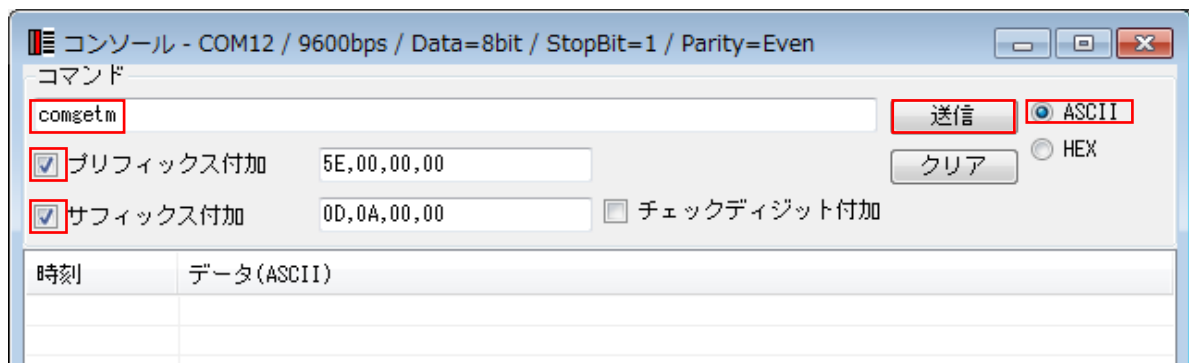 コンソール - COM12 / 9600bps / Data=8bit / StopBit=1 / Parity=Even
コマンド
comgetm 送信 ASCII
HEX
プリフィックス付加 5E,00,00,00 クリア
サフィックス付加 0D,0A,00,00 チェックディジット付加
時刻 データ(ASCII)